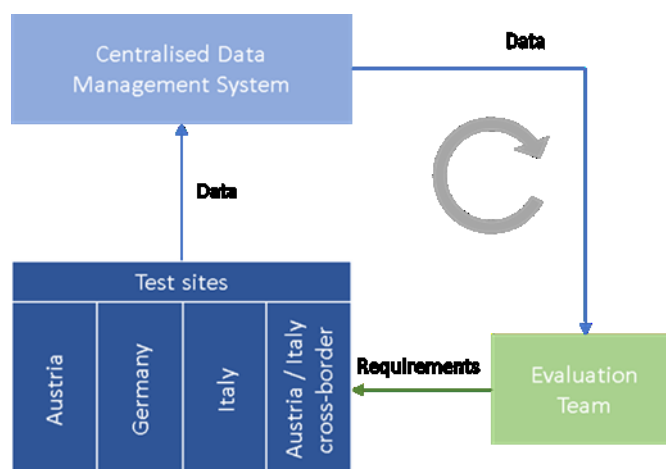 Centralised Data
Management System
Data
Data
Test sites
Austria
Germany
Italy
Austria / Italy
cross-border
Requirements
Evaluation
Team